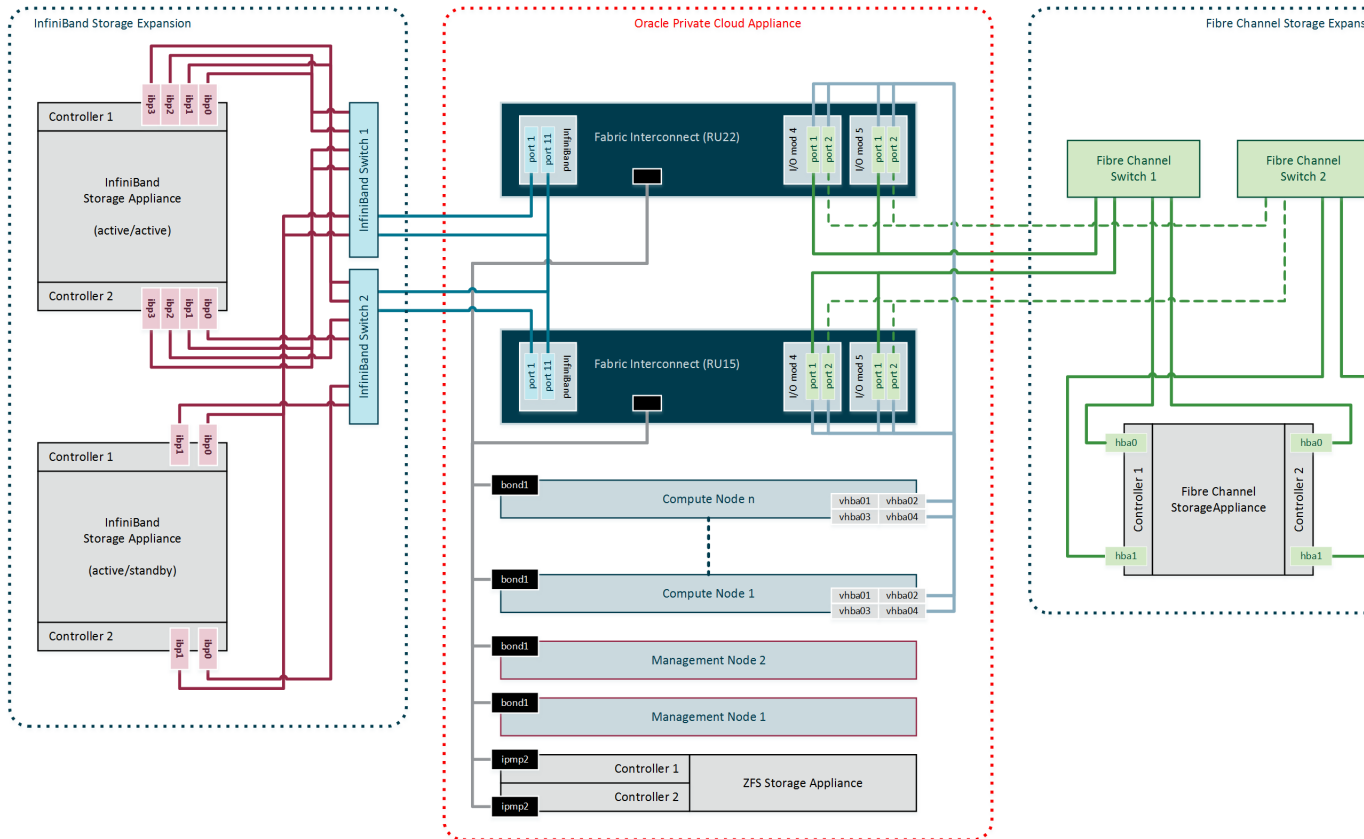 InfiniBand Storage Expansion
ibp3
ibp2
ibp1
ibp0
Controller 1
InfiniBand
Storage Appliance
(active/active)
Controller 2
ibp3
ibp2
ibp1
ibp0
InfiniBand Switch 1
InfiniBand Switch 2
ibp1
ibp0
Controller 1
InfiniBand
Storage Appliance
(active/standby)
Controller 2
ibp1
ibp0
Oracle Private Cloud Appliance
port 1
port 11
InfiniBand
Fabric Interconnect (RU22)
I/O mod 4
port 1
port 2
I/O mod 5
port 1
port 2
port 1
port 11
InfiniBand
Fabric Interconnect (RU15)
I/O mod 4
port 1
port 2
I/O mod 5
port 1
port 2
bond1
Compute Node n
vhba01
vhba02
vhba03
vhba04
bond1
Compute Node 1
vhba01
vhba02
vhba03
vhba04
bond1
Management Node 2
bond1
Management Node 1
ipmp2
Controller 1
ZFS Storage Appliance
Controller 2
ipmp2
Fibre Channel Storage Expans
Fibre Channel
Switch 1
Fibre Channel
Switch 2
hba0
hba1
Controller 1
Fibre Channel
StorageAppliance
Controller 2
hba0
hba1